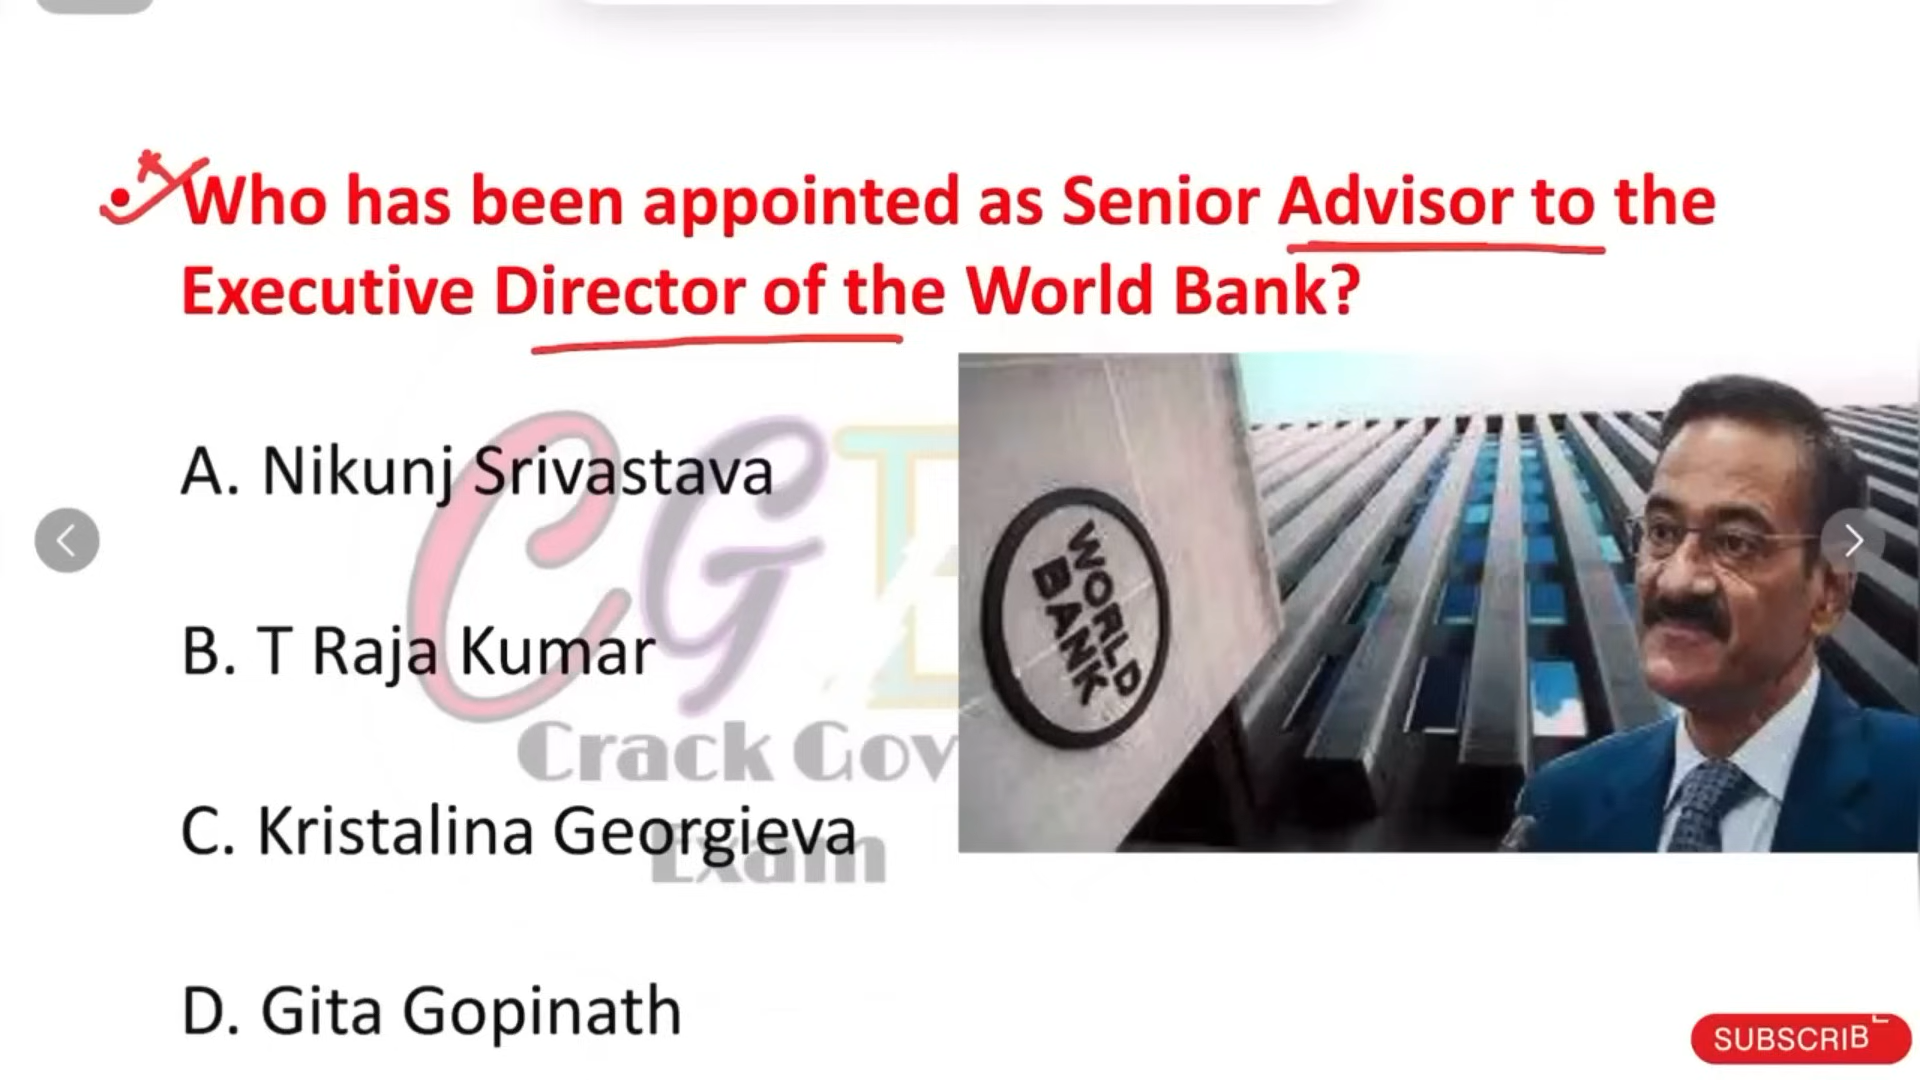 Who has been appointed as Senior Advisor to the
Executive Director of the World Bank?
A. Nikunj Srivastava
B. T Raja Kumar
C. Kristalina Georgieva
D. Gita Gopinath
CGE
Crack Gov
Exam
WORLD
BANK
SUBSCRIB